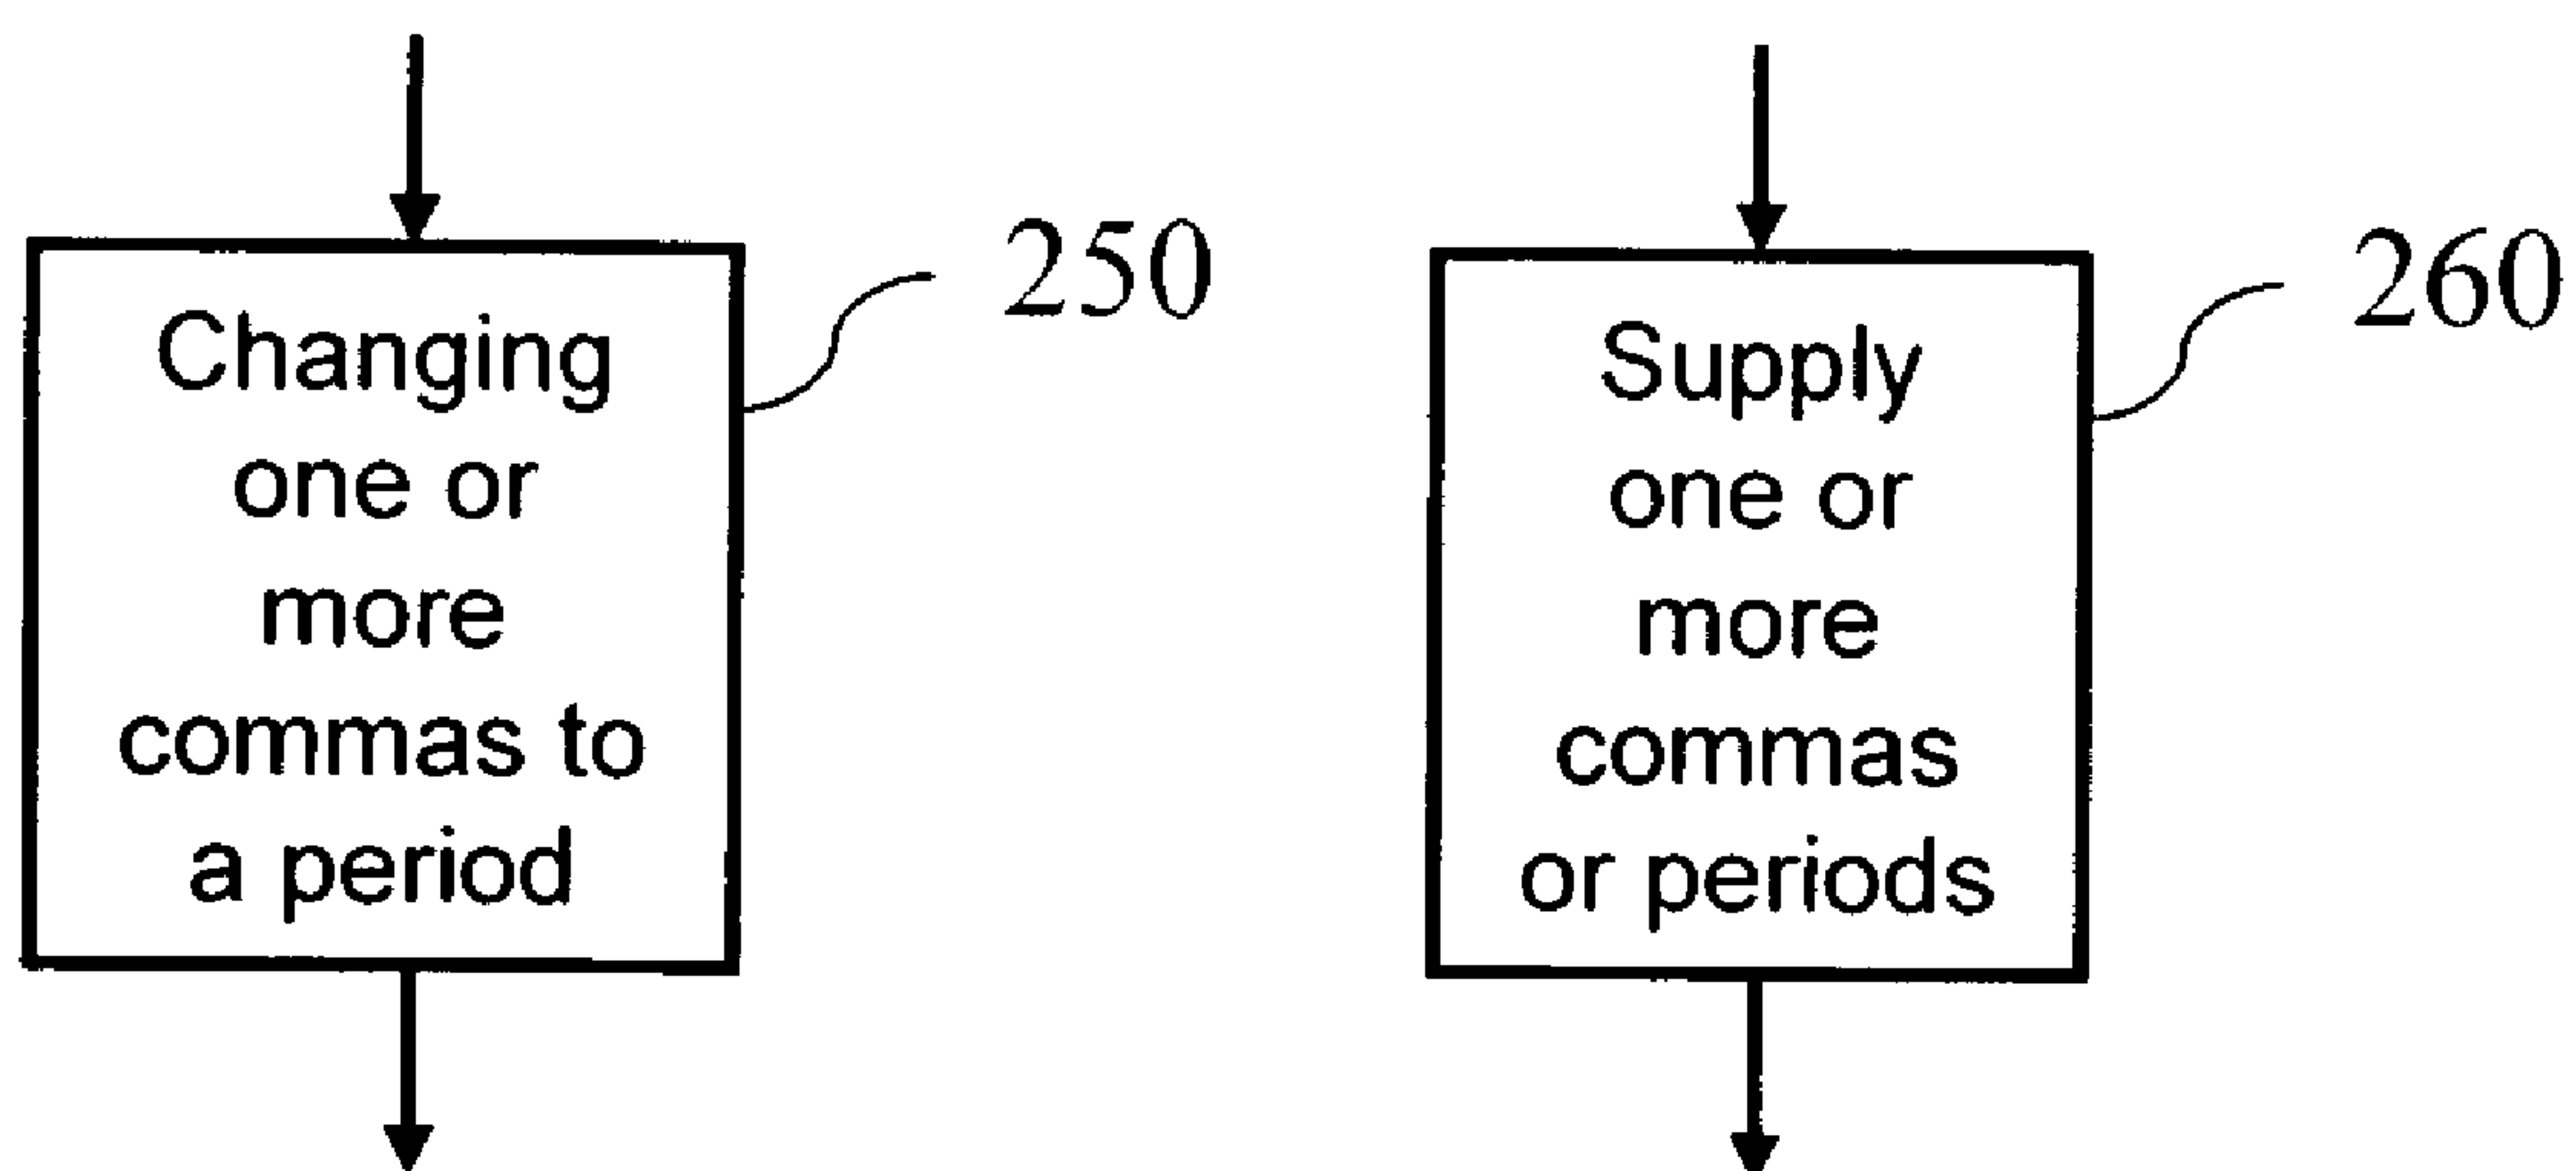 Changing
one or
more
commas to
a period
250
Supply
one or
more
commas
or periods
260